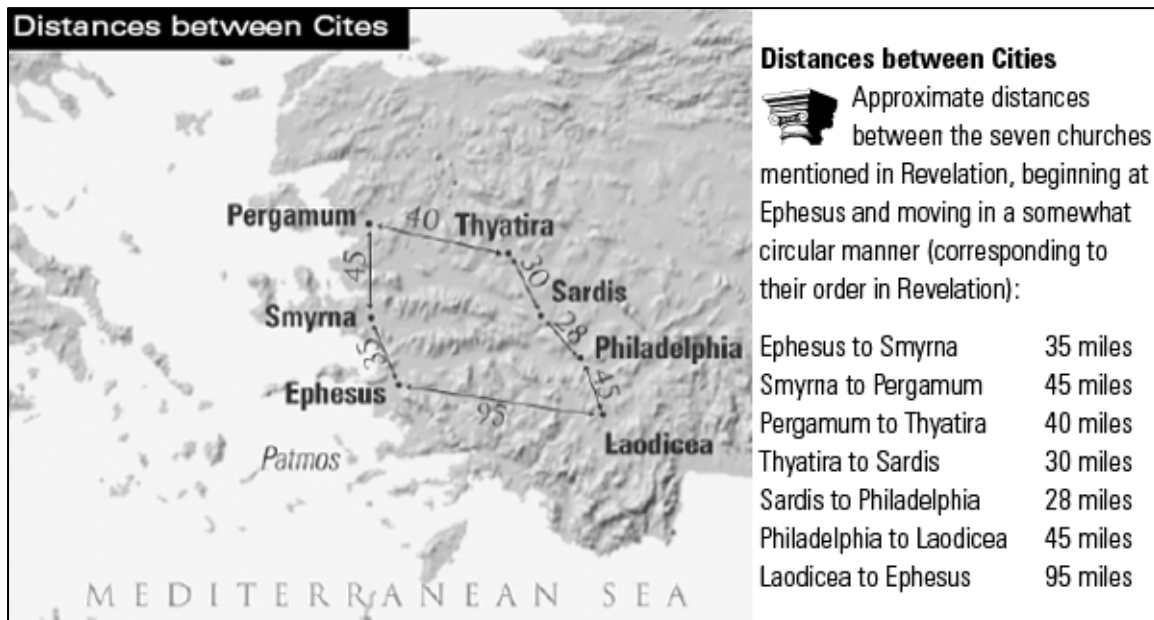 Distances between Cites
Pergamum
40
Thyatira
45
30
Sardis
Smyrna
28
35
Philadelphia
45
Ephesus
95
Laodicea
Patmos
MEDITERRANEAN SEA
Distances between Cities
Approximate distances
between the seven churches
mentioned in Revelation, beginning at
Ephesus and moving in a somewhat
circular manner (corresponding to
their order in Revelation):
Ephesus to Smyrna 35 miles
Smyrna to Pergamum 45 miles
Pergamum to Thyatira 40 miles
Thyatira to Sardis 30 miles
Sardis to Philadelphia 28 miles
Philadelphia to Laodicea 45 miles
Laodicea to Ephesus 95 miles